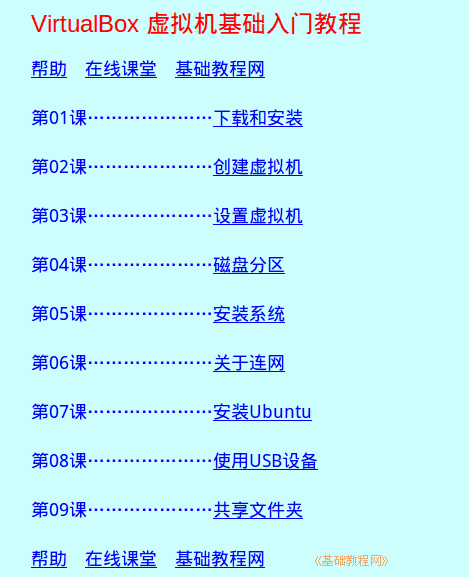 VirtualBox 虚拟机基础入门教程
帮助 在线课堂 基础教程网
第01课…………………下载和安装
第02课…………………创建虚拟机
第03课…………………设置虚拟机
第04课…………………磁盘分区
第05课…………………安装系统
第06课…………………关于连网
第07课…………………安装Ubuntu
第08课…………………使用USB设备
第09课…………………共享文件夹
帮助 在线课堂 基础教程网 《基础教程网》